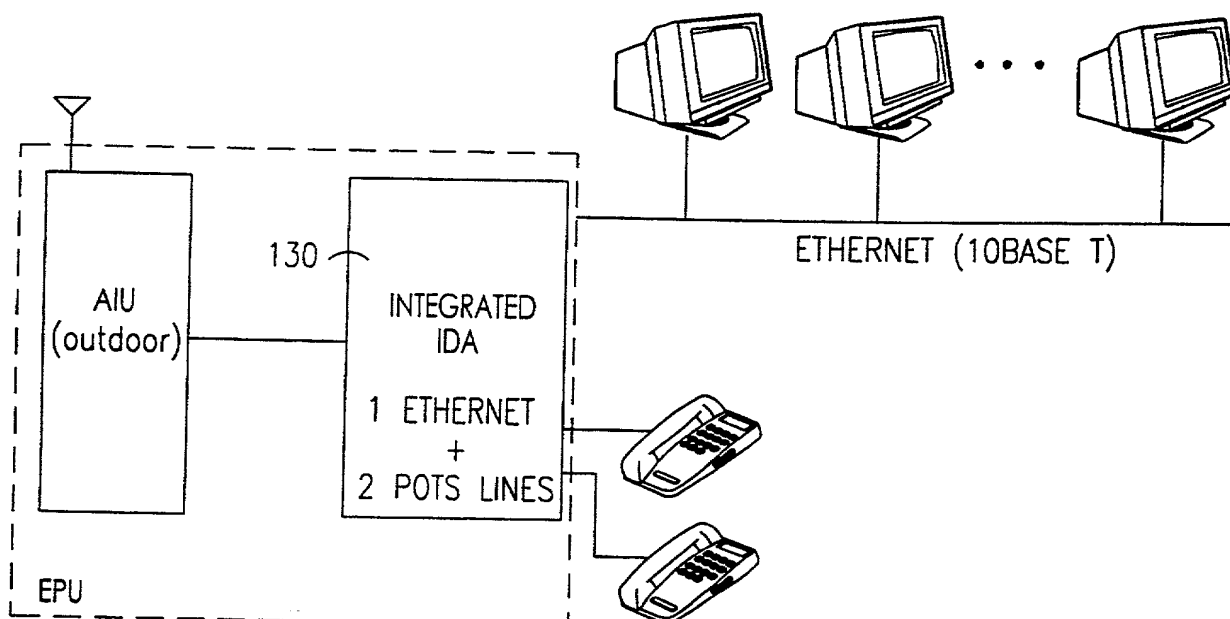 ETHERNET (10BASE T)
130
AIU
(outdoor)
INTEGRATED
IDA
1 ETHERNET
+
2 POTS LINES
EPU